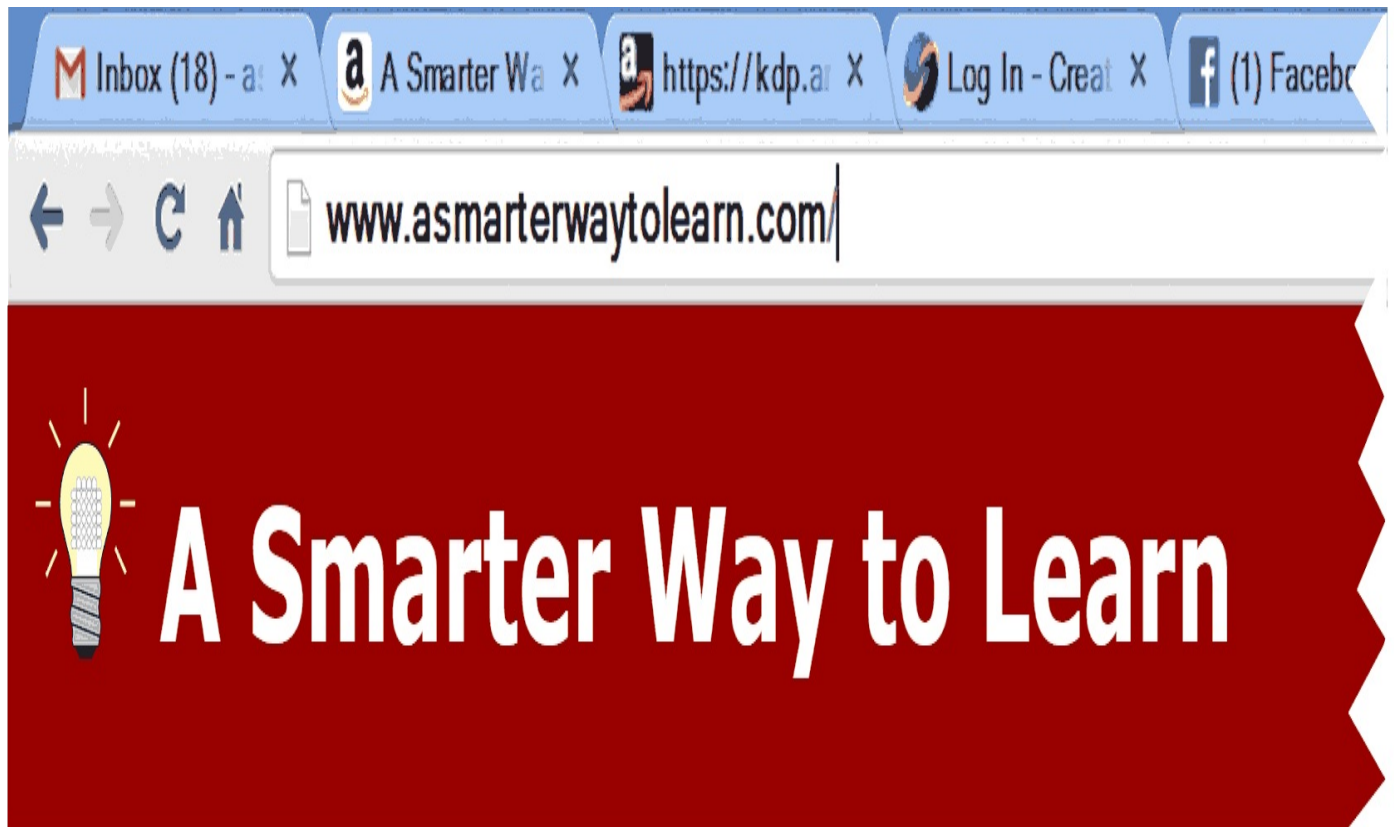 Inbox (18) - a
A Smarter Wa
https://kdp.a
Log In - Creat
(1) Facebo
www.asmarterwaytolearn.com/
A Smarter Way to Learn